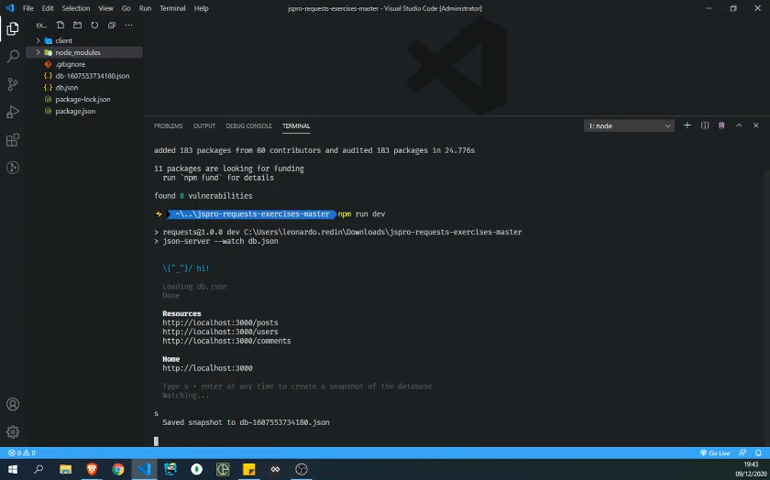 File Edit Selection View Go Run Terminal Help
jspro-requests-exercises-master - Visual Studio Code [Administrator]
EX...
client
node_modules
.gitignore
db-1607553734180.json
db.json
package-lock.json
package.json
PROBLEMS OUTPUT DEBUG CONSOLE TERMINAL
1: node
added 183 packages from 80 contributors and audited 183 packages in 24.776s
11 packages are looking for funding
run `npm fund` for details
found 0 vulnerabilities
~\..\jspro-requests-exercises-master npm run dev
> requests@1.0.0 dev C:\Users\leonardo.redin\Downloads\jspro-requests-exercises-master
> json-server --watch db.json
\{^_^}/ hi!
Loading db.json
Done
Resources
http://localhost:3000/posts
http://localhost:3000/users
http://localhost:3000/comments
Home
http://localhost:3000
Type s + enter at any time to create a snapshot of the database
Watching...
s
Saved snapshot to db-1607553734180.json
0 0
Go Live
19:43
09/12/2020